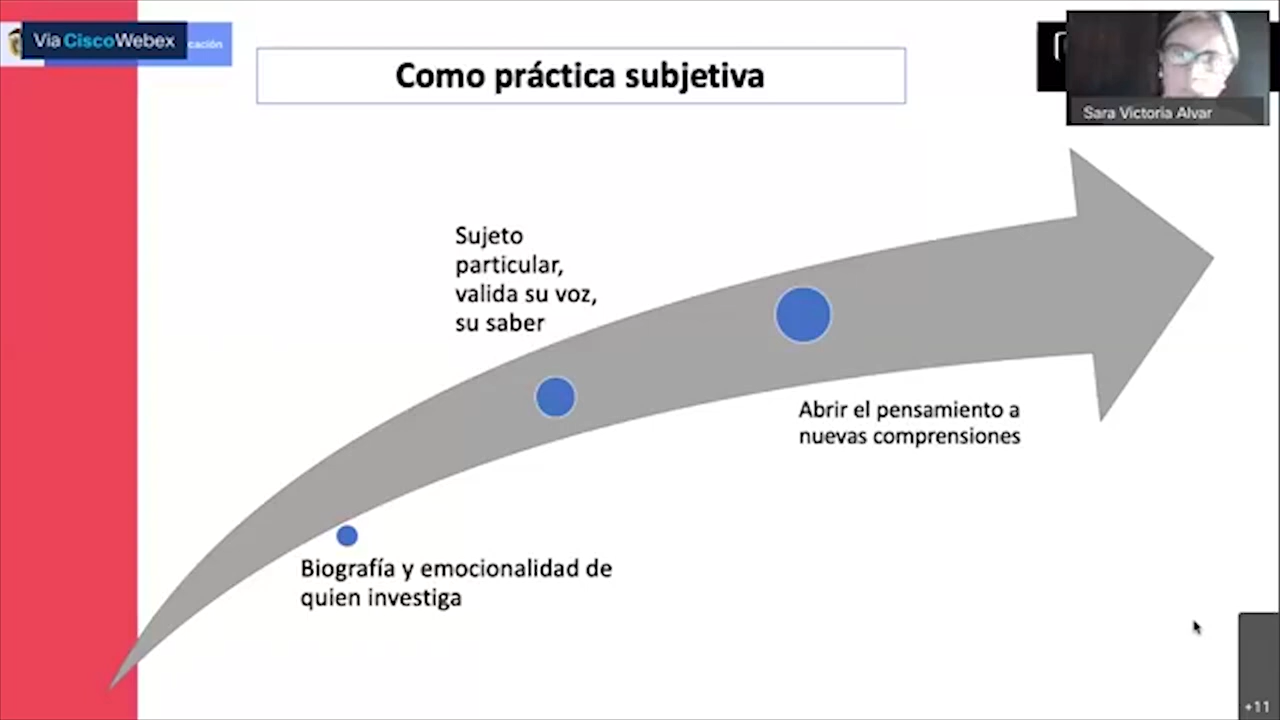 Via CiscoWebex
cación
Como práctica subjetiva
Sara Victoria Alvar
Sujeto
particular,
valida su voz,
su saber
Abrir el pensamiento a
nuevas comprensiones
Biografía y emocionalidad de
quien investiga
+11